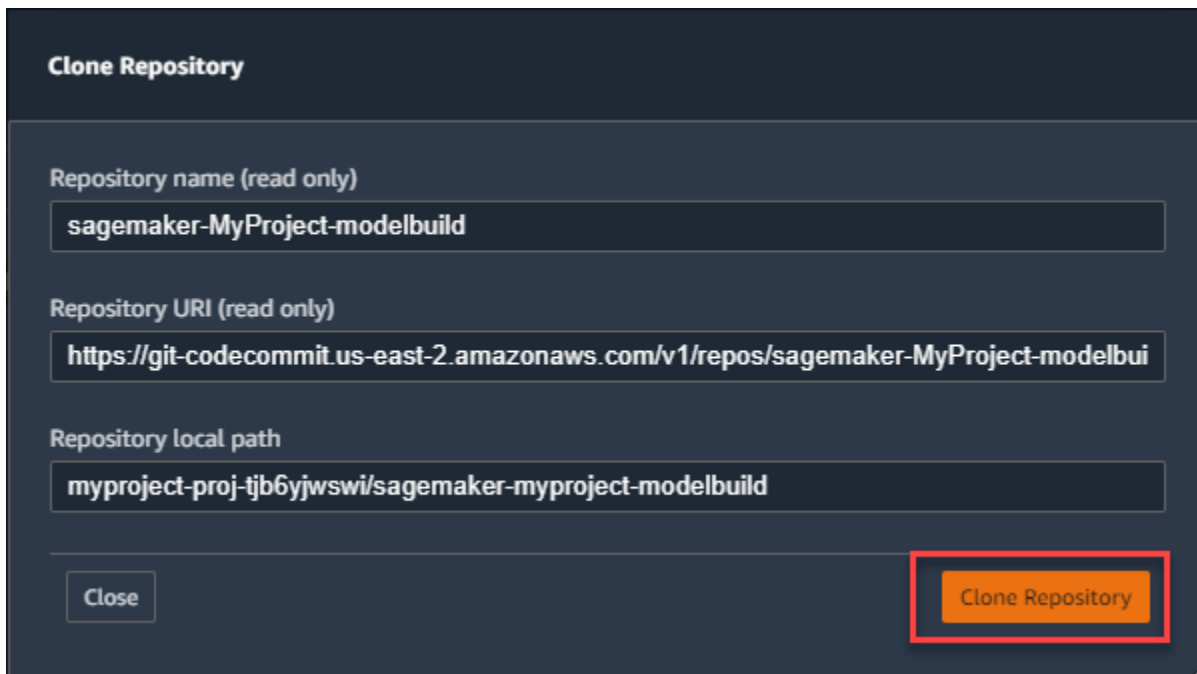 Clone Repository
Repository name (read only)
sagemaker-MyProject-modelbuild
Repository URI (read only)
https://git-codecommit.us-east-2.amazonaws.com/v1/repos/sagemaker-MyProject-modelbui
Repository local path
myproject-proj-tjb6yjwswi/sagemaker-myproject-modelbuild
Close
Clone Repository